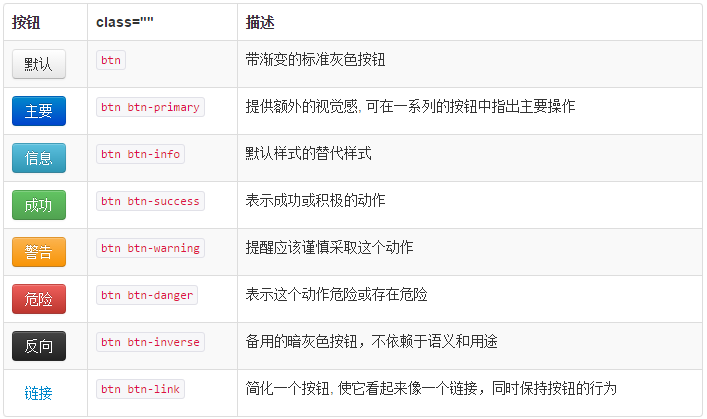 按钮 class="" 描述
默认 btn 带渐变的标准灰色按钮
主要 btn btn-primary 提供额外的视觉感, 可在一系列的按钮中指出主要操作
信息 btn btn-info 默认样式的替代样式
成功 btn btn-success 表示成功或积极的动作
警告 btn btn-warning 提醒应该谨慎采取这个动作
危险 btn btn-danger 表示这个动作危险或存在危险
反向 btn btn-inverse 备用的暗灰色按钮，不依赖于语义和用途
链接 btn btn-link 简化一个按钮, 使它看起来像一个链接，同时保持按钮的行为